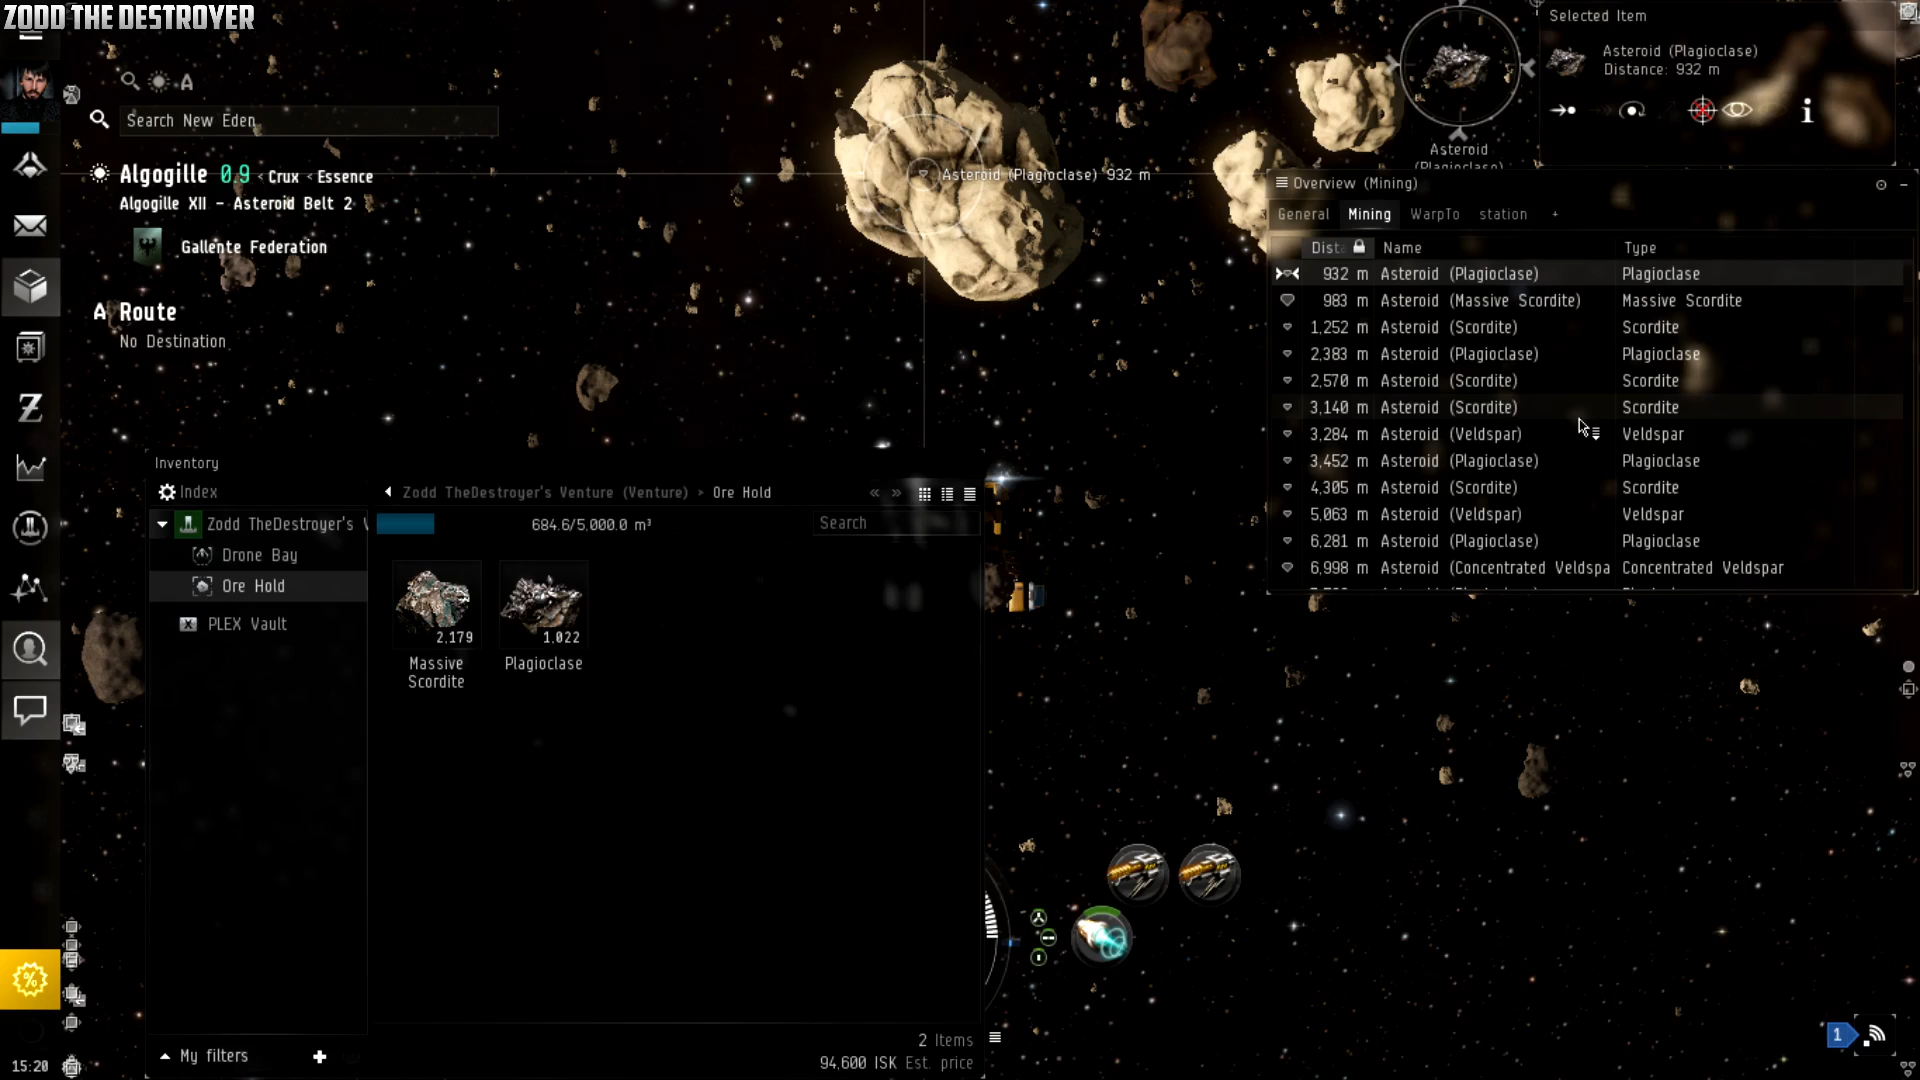 ZODD THE DESTROYER
Search New Eden
Algogille 0.9 < Crux < Essence
Algogille XII - Asteroid Belt 2
Gallente Federation
Route
No Destination
Asteroid (Plagioclase) 932 m
Asteroid
(Plagioclase)
Selected Item
Asteroid (Plagioclase)
Distance: 932 m
Overview (Mining)
General Mining WarpTo station +
Dista Name Type
932 m Asteroid (Plagioclase) Plagioclase
983 m Asteroid (Massive Scordite) Massive Scordite
1,252 m Asteroid (Scordite) Scordite
2,383 m Asteroid (Plagioclase) Plagioclase
2,570 m Asteroid (Scordite) Scordite
3,140 m Asteroid (Scordite) Scordite
3,284 m Asteroid (Veldspar) Veldspar
3,452 m Asteroid (Plagioclase) Plagioclase
4,305 m Asteroid (Scordite) Scordite
5,063 m Asteroid (Veldspar) Veldspar
6,281 m Asteroid (Plagioclase) Plagioclase
6,998 m Asteroid (Concentrated Veldspa Concentrated Veldspar
Inventory
Index
Zodd TheDestroyer's Venture (Venture) > Ore Hold
Zodd TheDestroyer's V
684.6/5,000.0 m³
Search
Drone Bay
Ore Hold
PLEX Vault
2,179
Massive
Scordite
1,022
Plagioclase
My filters +
2 Items
94,600 ISK Est. price
15:20
1